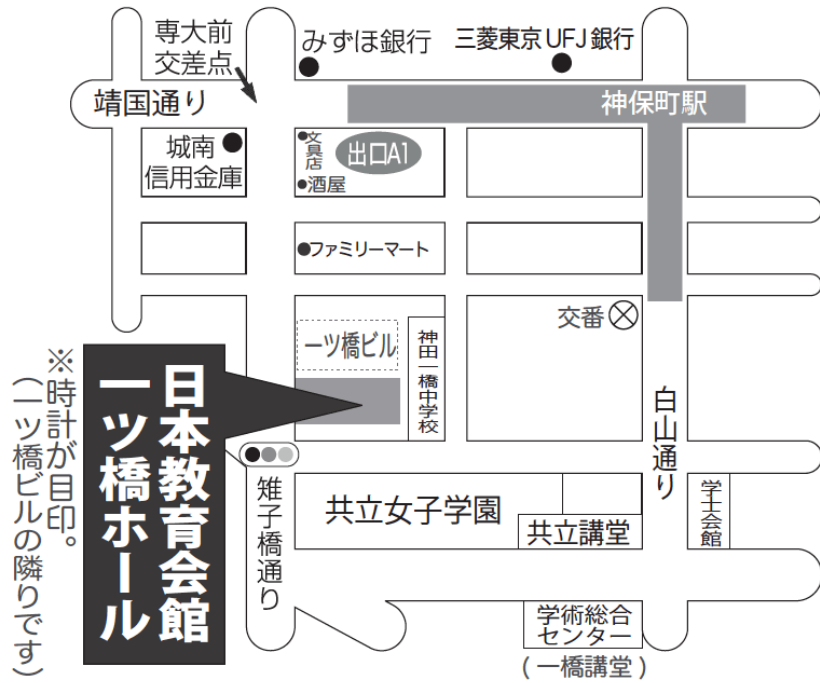 専大前
交差点
みずほ銀行
三菱東京UFJ銀行
靖国通り
神保町駅
城南
信用金庫
文具店
出口A1
酒屋
ファミリーマート
交番
一ツ橋ビル
神田一橋中学校
日本教育会館
一ツ橋ホール
※時計が目印。
(一ツ橋ビルの隣りです)
白山通り
雉子橋通り
共立女子学園
共立講堂
学士会館
学術総合
センター
(一橋講堂)